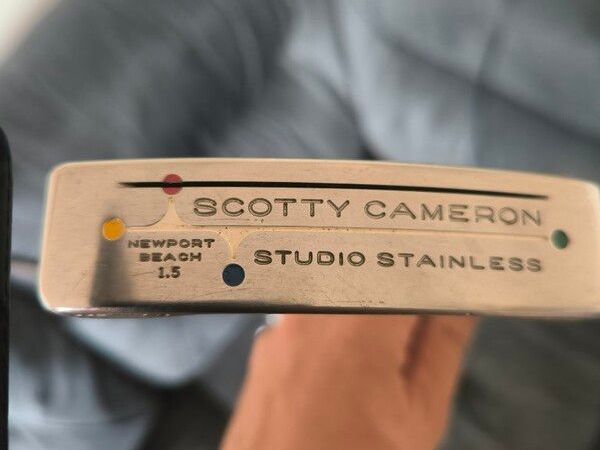 SCOTTY CAMERON
NEWPORT
BEACH
1.5
STUDIO STAINLESS